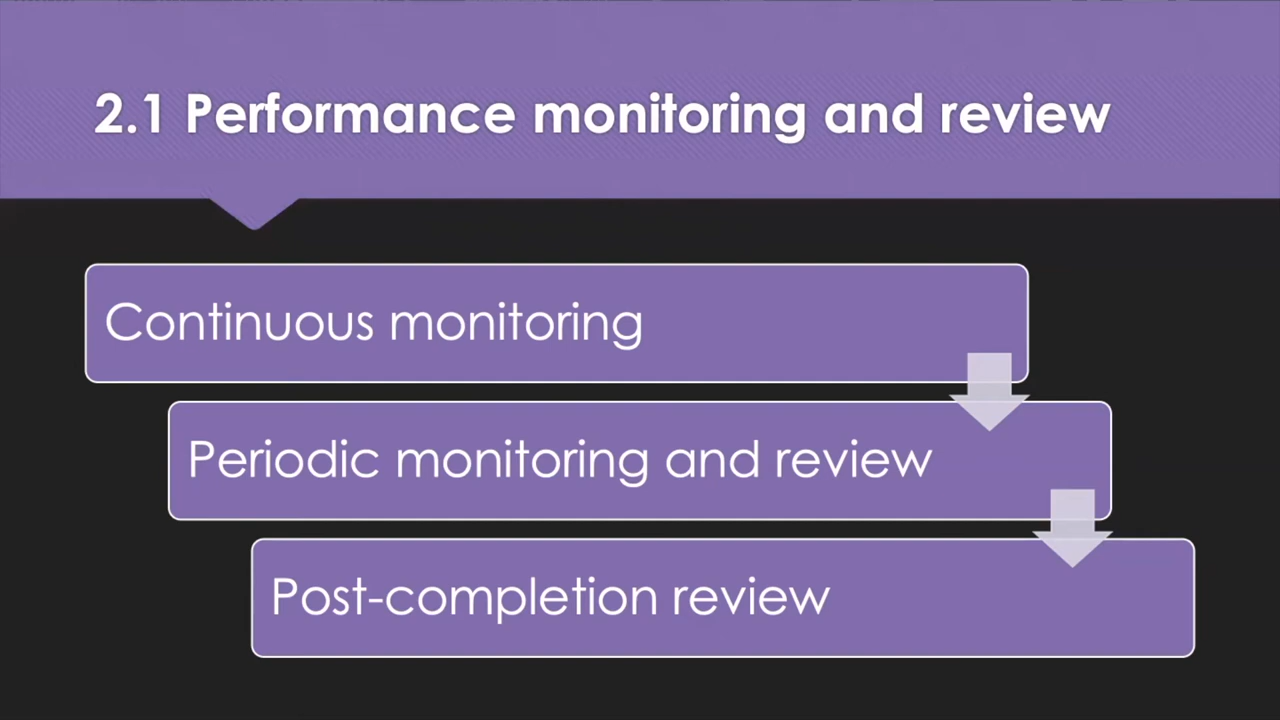 2.1 Performance monitoring and review
Continuous monitoring
Periodic monitoring and review
Post-completion review